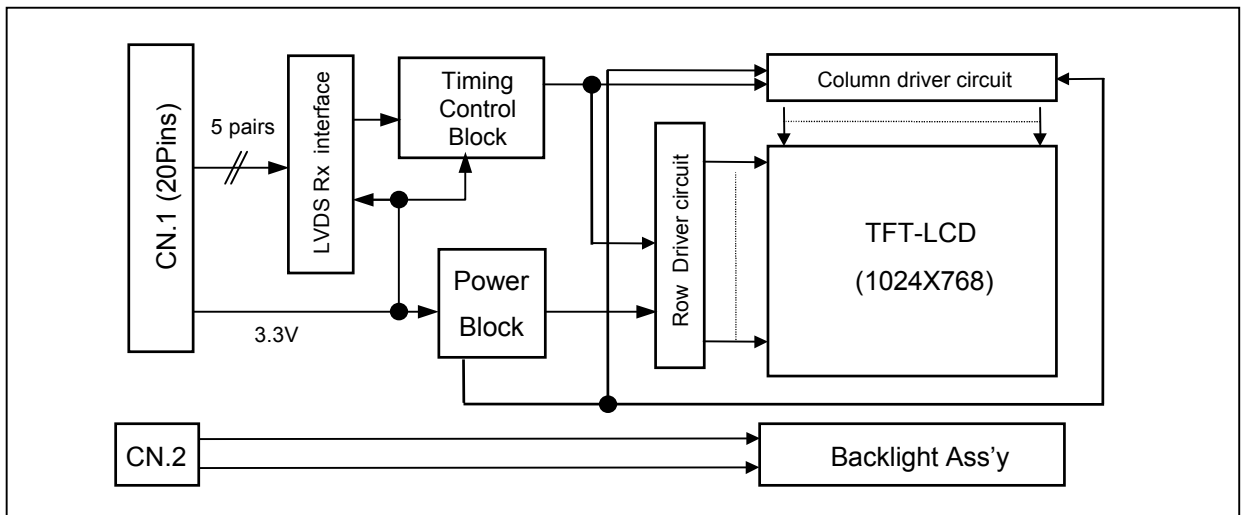 CN.1 (20Pins)
5 pairs
LVDS Rx interface
Timing
Control
Block
Column driver circuit
Row Driver circuit
TFT-LCD
(1024X768)
Power
Block
3.3V
CN.2
Backlight Ass’y